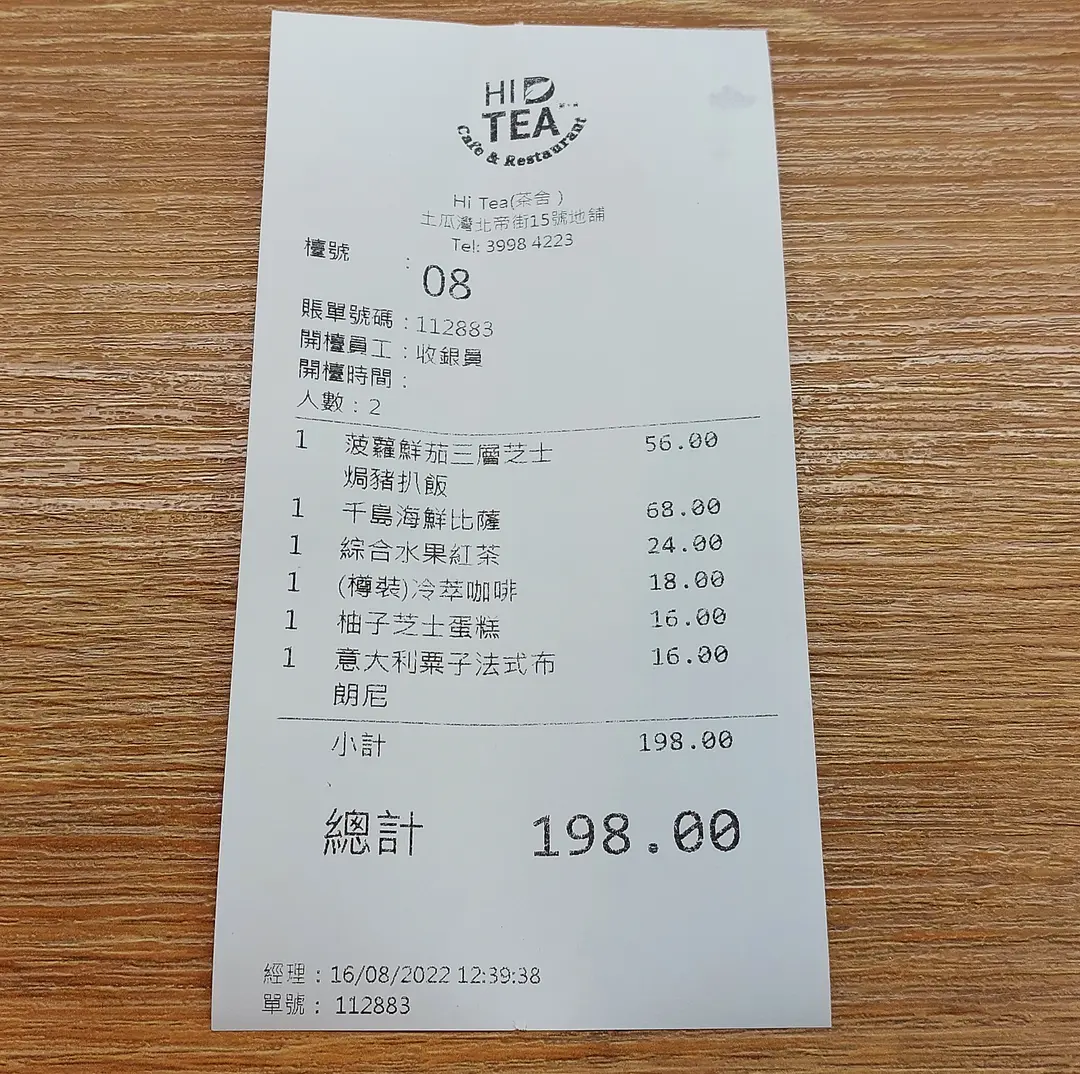 HI
TEA
Cafe & Restaurant
Hi Tea(茶舍)
土瓜灣北帝街15號地舖
Tel: 3998 4223
檯號 :
08
賬單號碼 : 112883
開檯員工 : 收銀員
開檯時間 :
人數 : 2
1 菠蘿鮮茄三層芝士 56.00
焗豬扒飯
1 千島海鮮比薩 68.00
1 綜合水果紅茶 24.00
1 (樽裝)冷萃咖啡 18.00
1 柚子芝士蛋糕 16.00
1 意大利粟子法式布 16.00
朗尼
小計 198.00
總計 198.00
經理 : 16/08/2022 12:39:38
單號 : 112883